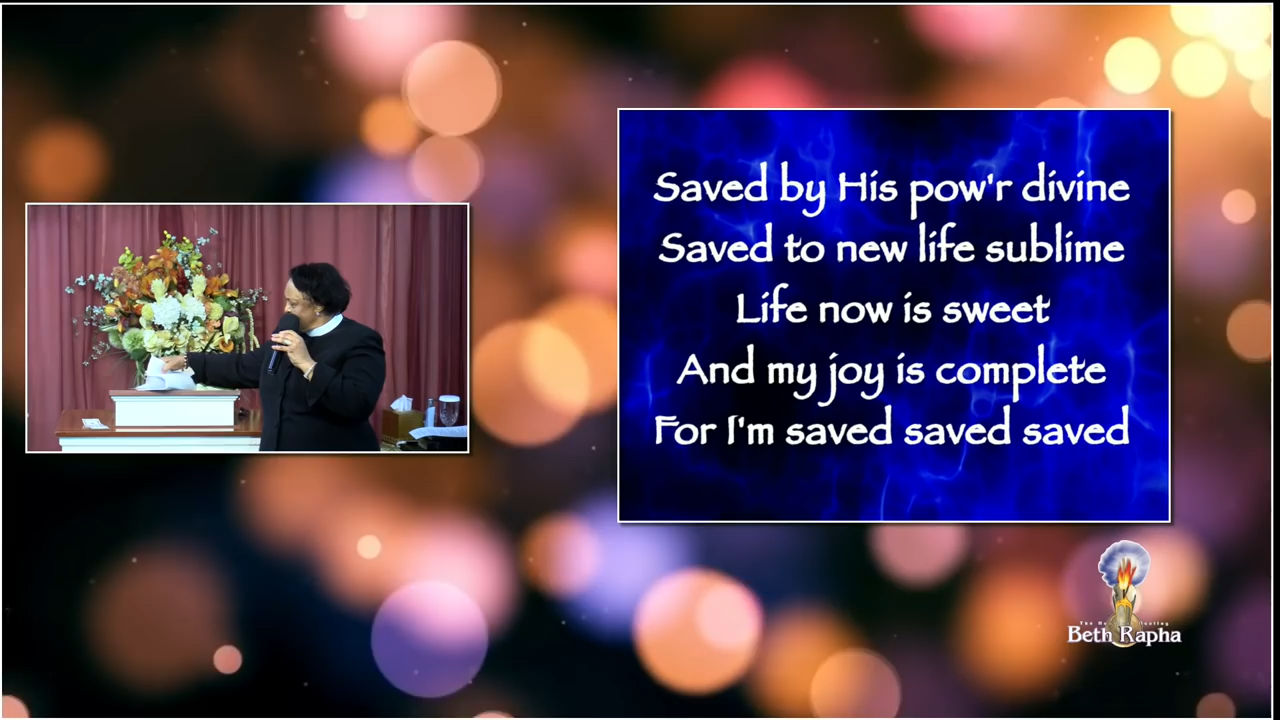 Saved by His pow'r divine
Saved to new life sublime
Life now is sweet
And my joy is complete
For I'm saved saved saved
Beth Rapha